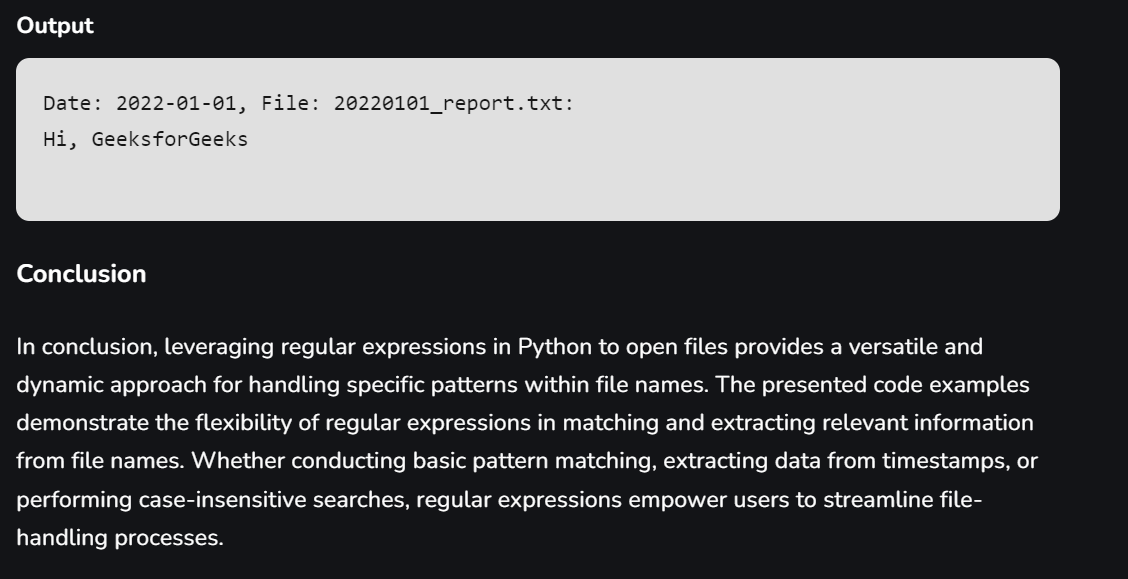 Output
Date: 2022-01-01, File: 20220101_report.txt:
Hi, GeeksforGeeks
Conclusion
In conclusion, leveraging regular expressions in Python to open files provides a versatile and
dynamic approach for handling specific patterns within file names. The presented code examples
demonstrate the flexibility of regular expressions in matching and extracting relevant information
from file names. Whether conducting basic pattern matching, extracting data from timestamps, or
performing case-insensitive searches, regular expressions empower users to streamline file-
handling processes.